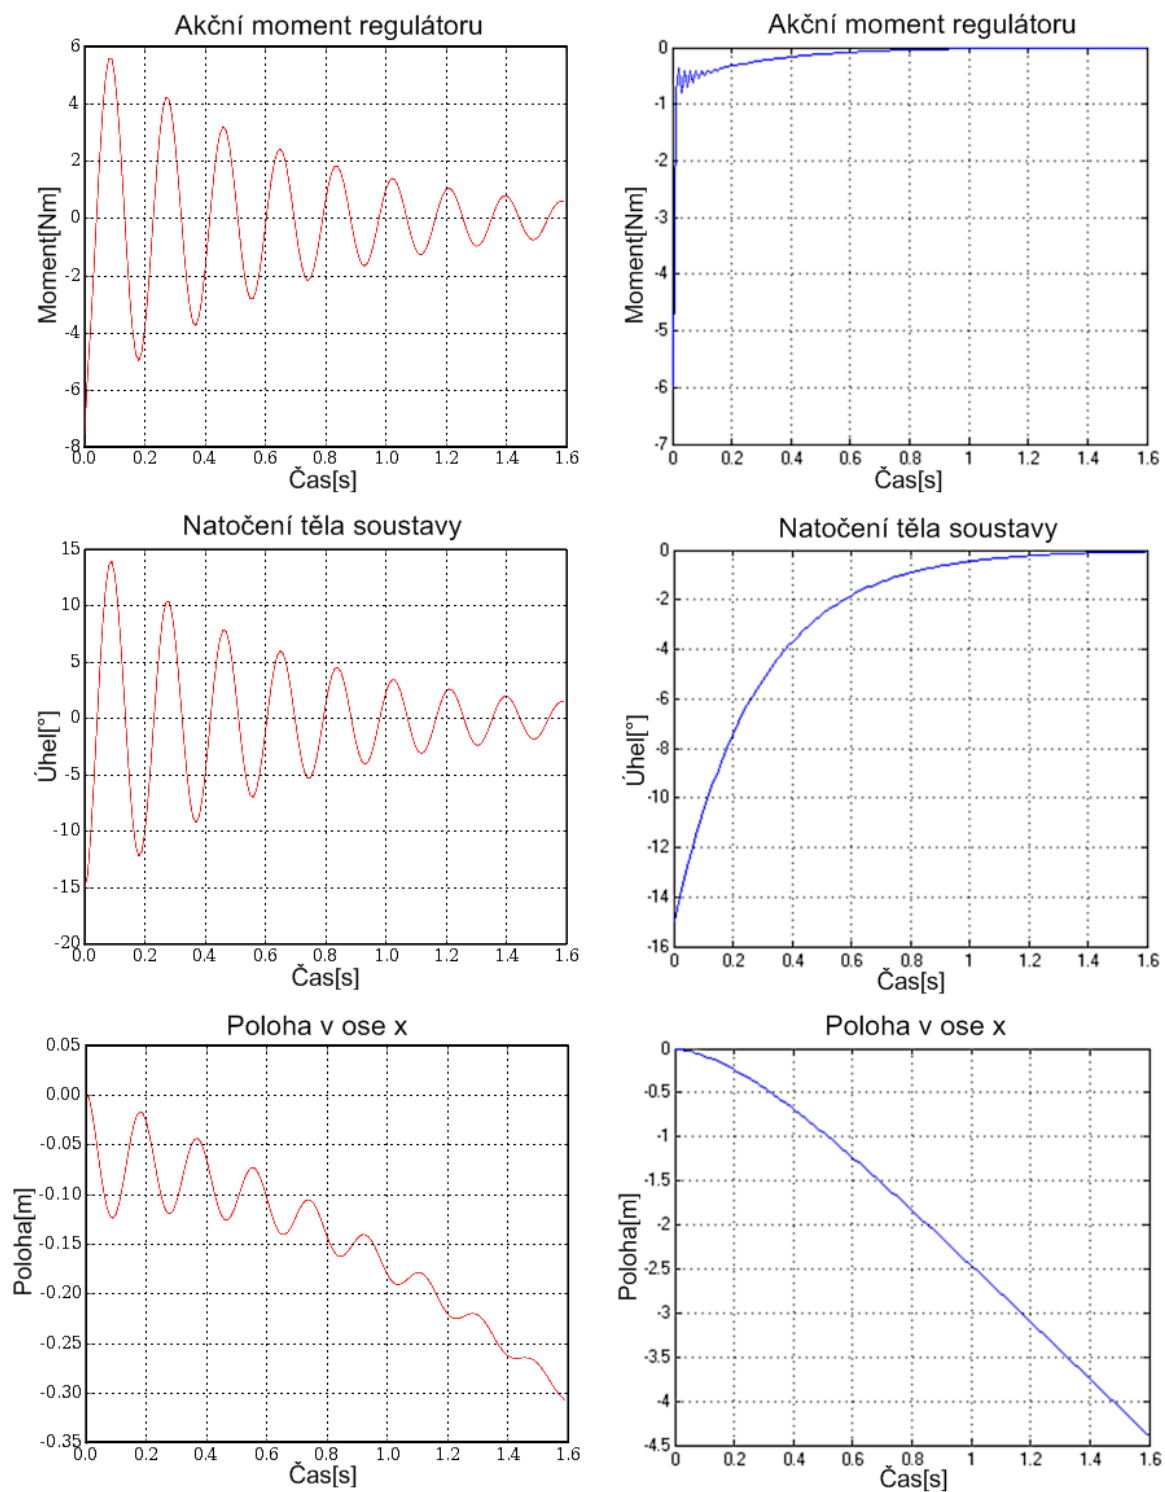 Akční moment regulátoru
6
4
2
0
-2
-4
-6
-8
Moment[Nm]
0.0 0.2 0.4 0.6 0.8 1.0 1.2 1.4 1.6
Čas[s]
Akční moment regulátoru
0
-1
-2
-3
-4
-5
-6
-7
Moment[Nm]
0 0.2 0.4 0.6 0.8 1 1.2 1.4 1.6
Čas[s]
Natočení těla soustavy
15
10
5
0
-5
-10
-15
-20
Úhel[°]
0.0 0.2 0.4 0.6 0.8 1.0 1.2 1.4 1.6
Čas[s]
Natočení těla soustavy
0
-2
-4
-6
-8
-10
-12
-14
-16
Úhel[°]
0 0.2 0.4 0.6 0.8 1 1.2 1.4 1.6
Čas[s]
Poloha v ose x
0.05
0.00
-0.05
-0.10
-0.15
-0.20
-0.25
-0.30
-0.35
Poloha[m]
0.0 0.2 0.4 0.6 0.8 1.0 1.2 1.4 1.6
Čas[s]
Poloha v ose x
0
-0.5
-1
-1.5
-2
-2.5
-3
-3.5
-4
-4.5
Poloha[m]
0 0.2 0.4 0.6 0.8 1 1.2 1.4 1.6
Čas[s]